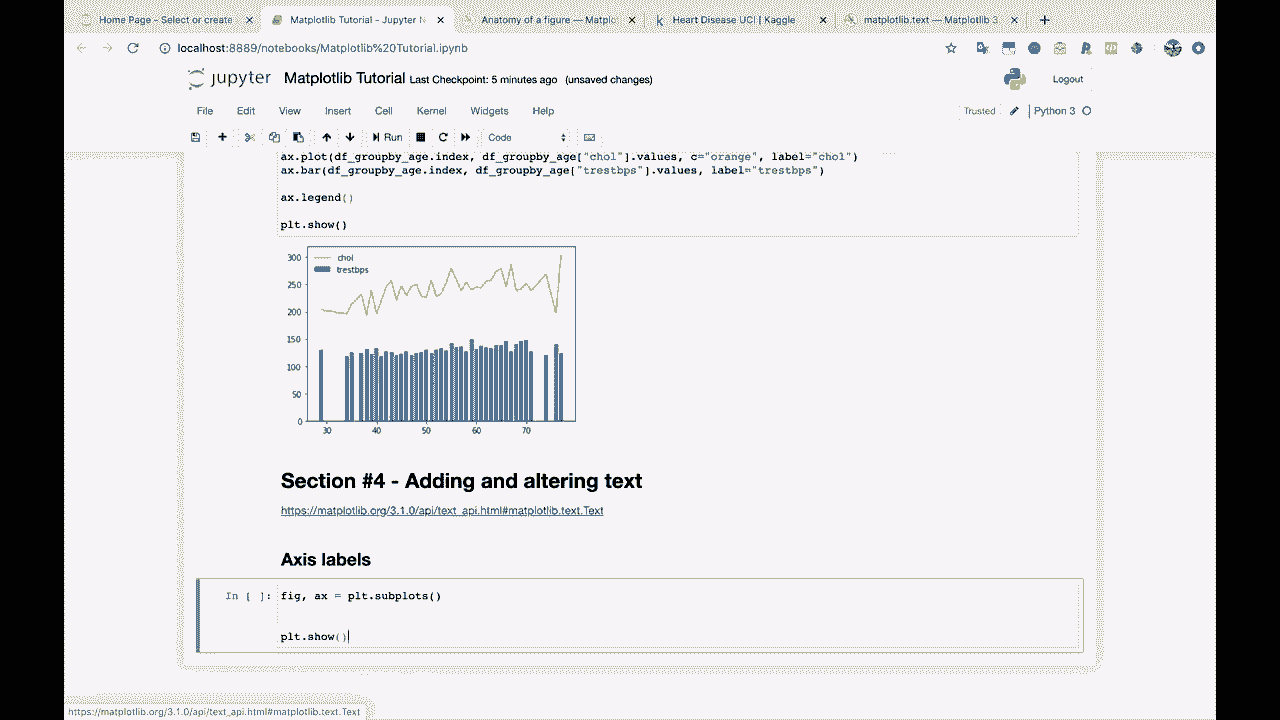 Home Page - Select or create
Matplotlib Tutorial - Jupyter N
Anatomy of a figure — Matplo
Heart Disease UCI | Kaggle
matplotlib.text — Matplotlib 3
localhost:8889/notebooks/Matplotlib%20Tutorial.ipynb
jupyter Matplotlib Tutorial Last Checkpoint: 5 minutes ago (unsaved changes)
Logout
File Edit View Insert Cell Kernel Widgets Help
Trusted Python 3
Run Code
ax.plot(df_groupby_age.index, df_groupby_age["chol"].values, c="orange", label="chol")
ax.bar(df_groupby_age.index, df_groupby_age["trestbps"].values, label="trestbps")
ax.legend()
plt.show()
chol
trestbps
300
250
200
150
100
50
0
30 40 50 60 70
Section #4 - Adding and altering text
https://matplotlib.org/3.1.0/api/text_api.html#matplotlib.text.Text
Axis labels
In [ ]: fig, ax = plt.subplots()
plt.show()
https://matplotlib.org/3.1.0/api/text_api.html#matplotlib.text.Text